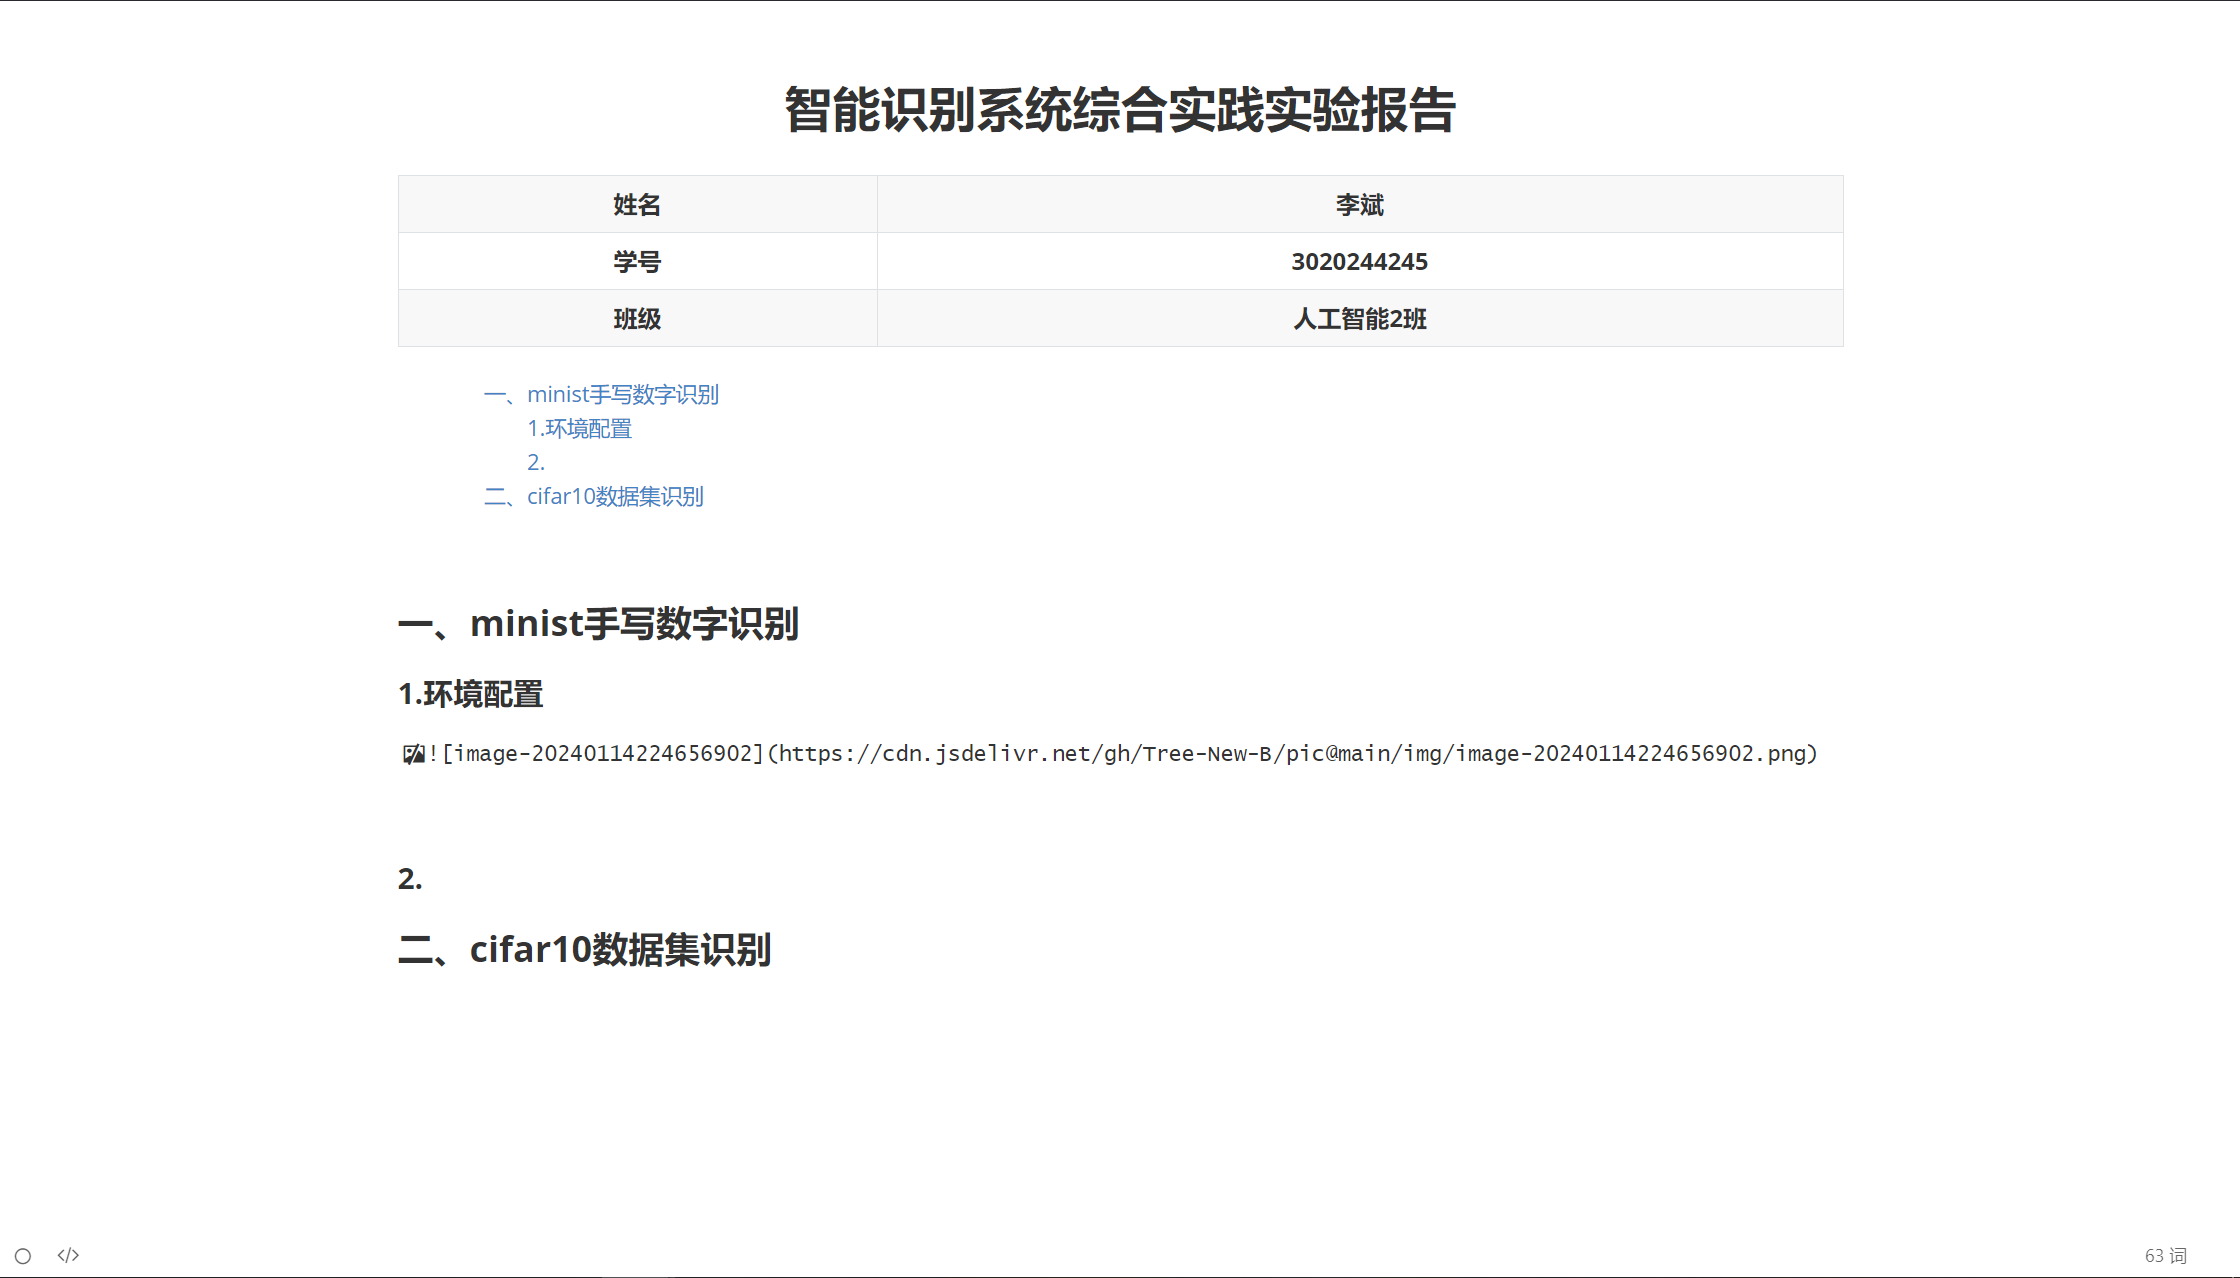 智能识别系统综合实践实验报告
姓名 李斌
学号 3020244245
班级 人工智能2班
一、minist手写数字识别
1.环境配置
2.
二、cifar10数据集识别
一、minist手写数字识别
1.环境配置
![image-20240114224656902](https://cdn.jsdelivr.net/gh/Tree-New-B/pic@main/img/image-20240114224656902.png)
2.
二、cifar10数据集识别
</> 63 词